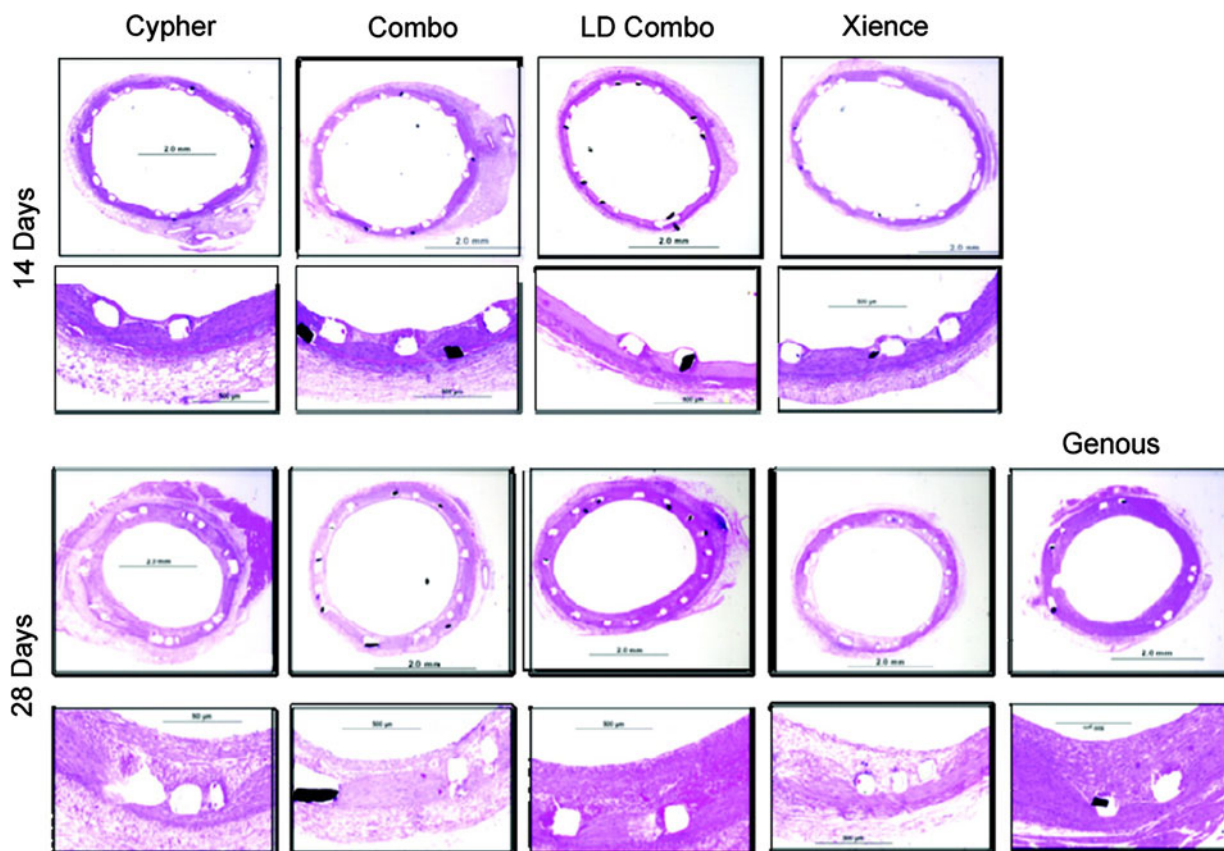 Cypher Combo LD Combo Xience
14 Days
2.0 mm 2.0 mm 2.0 mm 2.0 mm
500 µm 500 µm 500 µm 500 µm
Genous
28 Days
2.0 mm 2.0 mm 2.0 mm 2.0 mm 2.0 mm
50 µm 500 µm 500 µm 500 µm